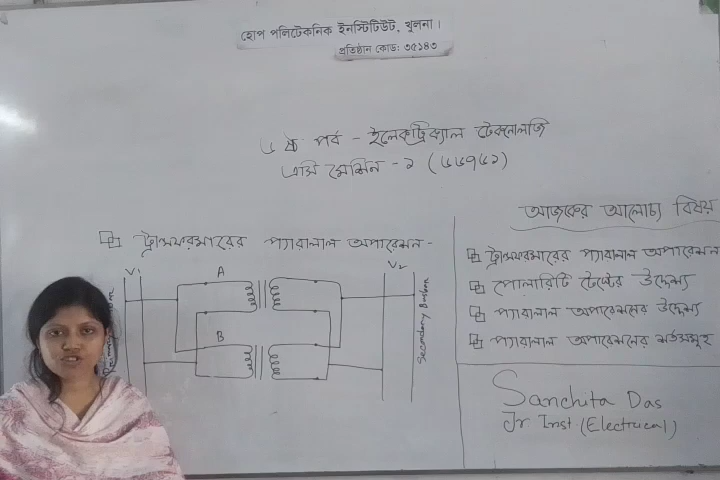 হোপ পলিটেকনিক ইনস্টিটিউট, খুলনা।
প্রতিষ্ঠান কোড: ৩৫১৪৩
৬ষ্ঠ পর্ব - ইলেকট্রিক্যাল টেকনোলজি
এসি মেশিন - ১ (৬৬৭৬১)
ট্রান্সফরমারের প্যারালাল অপারেশন-
V1
V2
A
B
Secondary Busbar
আজকের আলোচ্য বিষয়
ট্রান্সফরমারের প্যারালাল অপারেশন
পোলারিটি টেস্টের উদ্দেশ্য
প্যারালাল অপারেশনের উদ্দেশ্য
প্যারালাল অপারেশনের শর্তসমূহ
Sanchita Das
Jr. Inst. (Electrical)